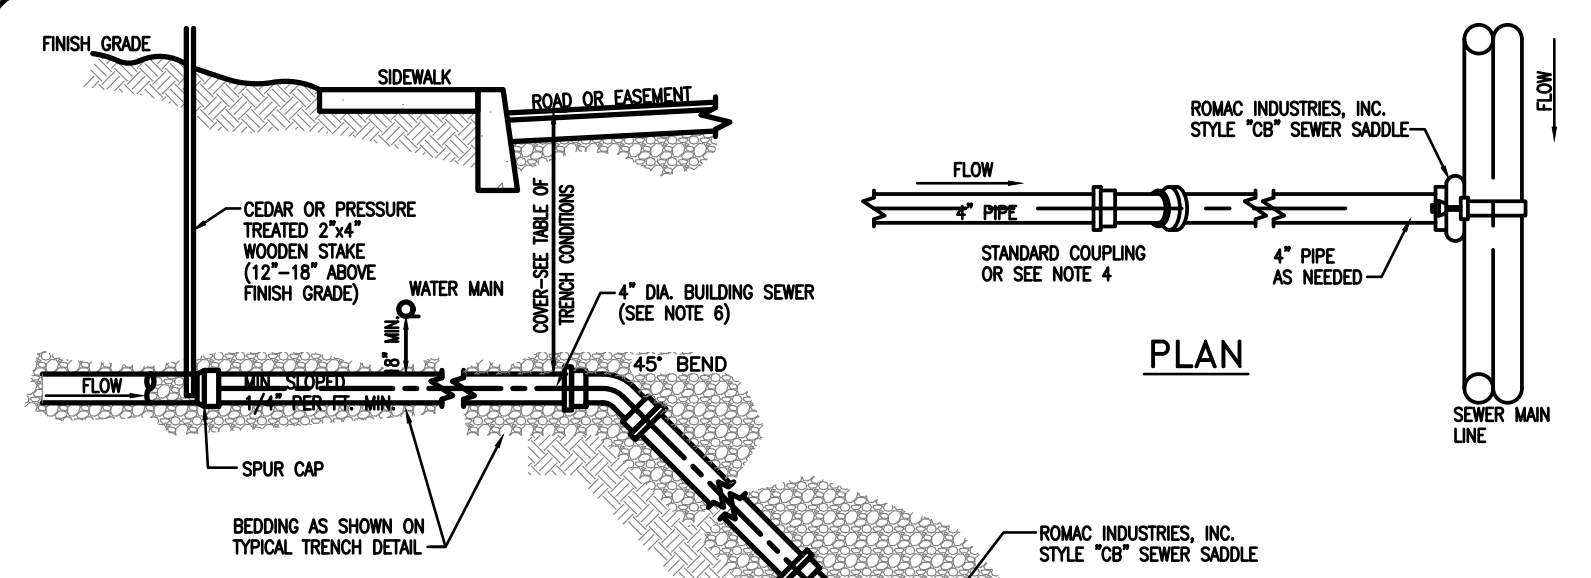 FINISH GRADE
SIDEWALK
ROAD OR EASEMENT
CEDAR OR PRESSURE
TREATED 2"x4"
WOODEN STAKE
(12"-18" ABOVE
FINISH GRADE)
WATER MAIN
8" MIN.
COVER-SEE TABLE OF
TRENCH CONDITIONS
4" DIA. BUILDING SEWER
(SEE NOTE 6)
45° BEND
FLOW
MIN. SLOPED
1/4" PER FT. MIN.
SPUR CAP
BEDDING AS SHOWN ON
TYPICAL TRENCH DETAIL
ROMAC INDUSTRIES, INC.
STYLE "CB" SEWER SADDLE
FLOW
FLOW
4" PIPE
STANDARD COUPLING
OR SEE NOTE 4
4" PIPE
AS NEEDED
PLAN
SEWER MAIN
LINE
ROMAC INDUSTRIES, INC.
STYLE "CB" SEWER SADDLE